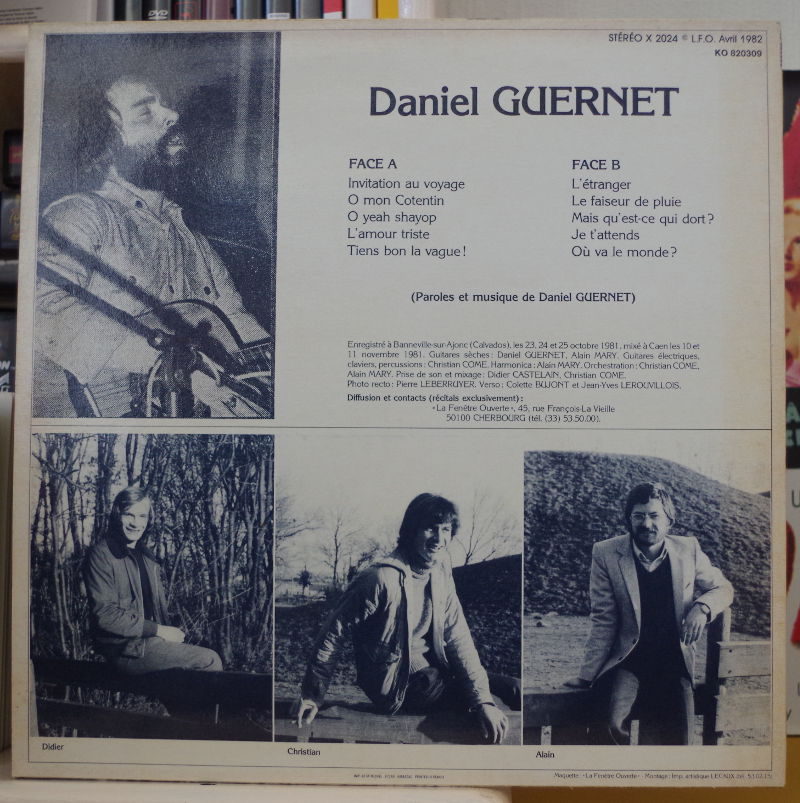 STÉRÉO X 2024 © L.F.O. Avril 1982
KO 820309
Daniel GUERNET
FACE A
Invitation au voyage
O mon Cotentin
O yeah shayop
L'amour triste
Tiens bon la vague!
FACE B
L'étranger
Le faiseur de pluie
Mais qu'est-ce qui dort?
Je t'attends
Où va le monde?
(Paroles et musique de Daniel GUERNET)
Enregistré à Banneville-sur-Ajonc (Calvados), les 23, 24 et 25 octobre 1981, mixé à Caen les 10 et
11 novembre 1981. Guitares sèches: Daniel GUERNET, Alain MARY. Guitares électriques,
claviers, percussions: Christian COME. Harmonica: Alain MARY. Orchestration: Christian COME,
Alain MARY. Prise de son et mixage: Didier CASTELAIN, Christian COME.
Photo recto: Pierre LEBERRUYER. Verso: Colette BUJONT et Jean-Yves LEROUVILLOIS.
Diffusion et contacts (récitals exclusivement):
«La Fenêtre Ouverte», 45, rue François-La Vieille
50100 CHERBOURG (tél. (33) 53.50.00).
Didier
Christian
Alain
Maquette: «La Fenêtre Ouverte» - Montage: Imp. artistique LECAUX tél. 53.02.15
DVD